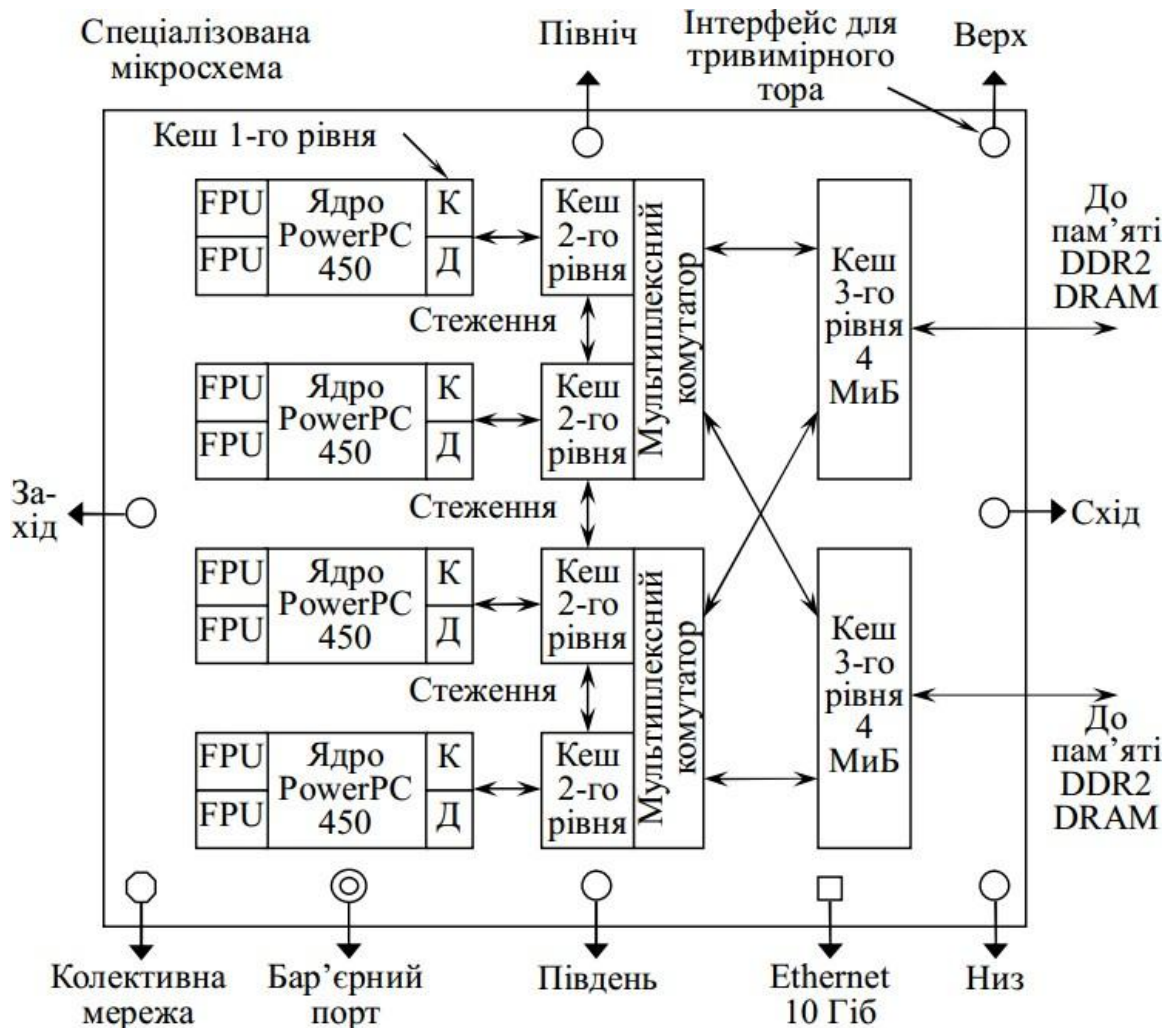 Спеціалізована
мікросхема
Північ
Інтерфейс для
тривимірного
тора
Верх
Кеш 1-го рівня
FPU
FPU
Ядро
PowerPC
450
К
Д
Кеш
2-го
рівня
Мультиплексний
комутатор
Кеш
3-го
рівня
4
МиБ
До
пам’яті
DDR2
DRAM
Стеження
FPU
FPU
Ядро
PowerPC
450
К
Д
Кеш
2-го
рівня
За-
хід
Стеження
Схід
FPU
FPU
Ядро
PowerPC
450
К
Д
Кеш
2-го
рівня
Мультиплексний
комутатор
Кеш
3-го
рівня
4
МиБ
Стеження
FPU
FPU
Ядро
PowerPC
450
К
Д
Кеш
2-го
рівня
До
пам’яті
DDR2
DRAM
Колективна
мережа
Бар’єрний
порт
Південь
Ethernet
10 Гіб
Низ